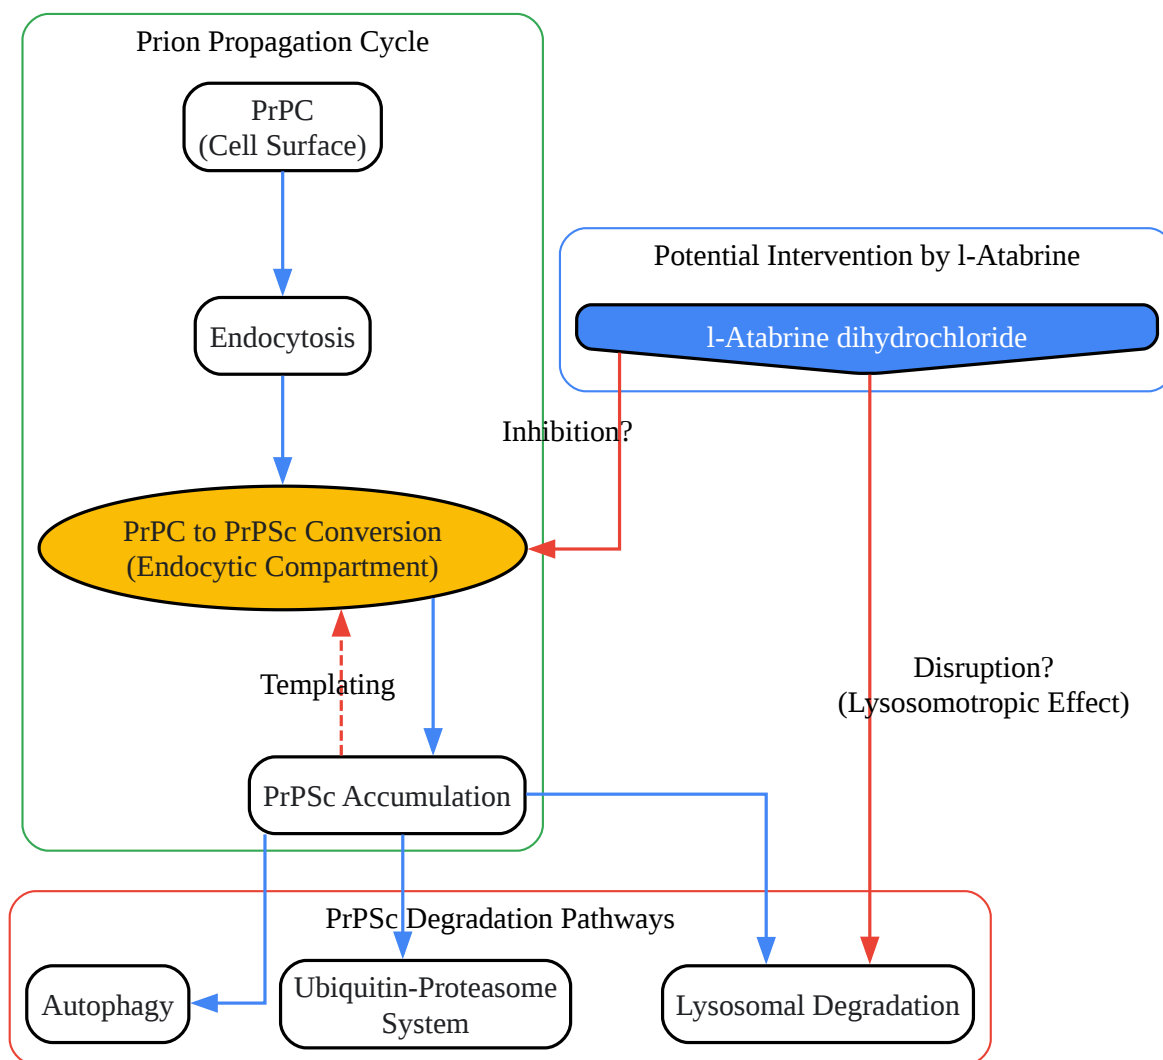 Prion Propagation Cycle
PrPC
(Cell Surface)
Potential Intervention by l-Atabrine
Endocytosis
l-Atabrine dihydrochloride
Inhibition?
PrPC to PrPSc Conversion
(Endocytic Compartment)
Templating
Disruption?
(Lysosomotropic Effect)
PrPSc Accumulation
PrPSc Degradation Pathways
Autophagy
Ubiquitin-Proteasome
System
Lysosomal Degradation